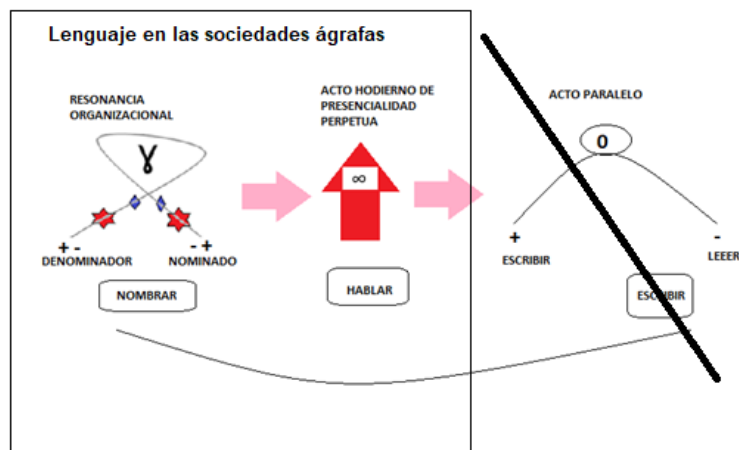 Lenguaje en las sociedades ágrafas
RESONANCIA
ORGANIZACIONAL
ɣ
+ -
DENOMINADOR
- +
NOMINADO
NOMBRAR
ACTO HODIERNO DE
PRESENCIALIDAD
PERPETUA
∞
HABLAR
ACTO PARALELO
0
+
ESCRIBIR
-
LEEER
ESCRIBIR